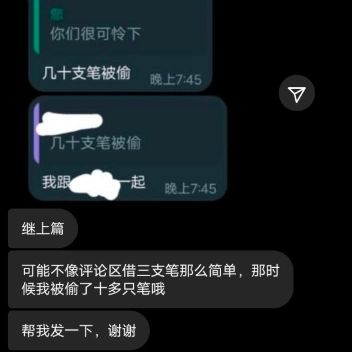 你们很可怜下
几十支笔被偷
晚上7:45
几十支笔被偷
我跟
一起
晚上7:45
继上篇
可能不像评论区借三支笔那么简单，那时
候我被偷了十多只笔哦
帮我发一下，谢谢